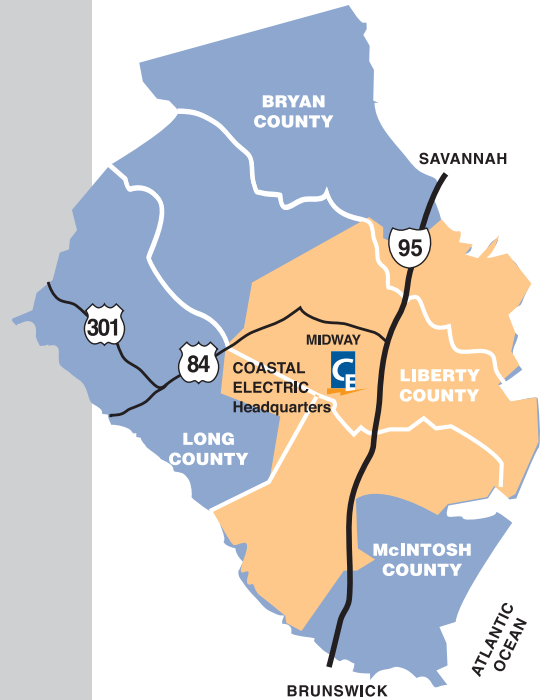 BRYAN
COUNTY
SAVANNAH
95
301
MIDWAY
84
COASTAL
ELECTRIC
Headquarters
CE
LIBERTY
COUNTY
LONG
COUNTY
McINTOSH
COUNTY
ATLANTIC
OCEAN
BRUNSWICK